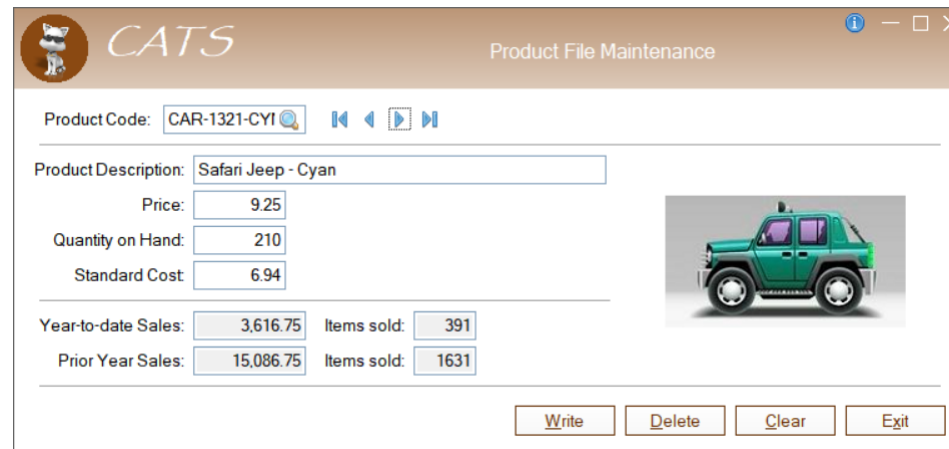 CATS
Product File Maintenance
Product Code: CAR-1321-CY
Product Description: Safari Jeep - Cyan
Price: 9.25
Quantity on Hand: 210
Standard Cost: 6.94
Year-to-date Sales: 3,616.75 Items sold: 391
Prior Year Sales: 15,086.75 Items sold: 1631
Write Delete Clear Exit